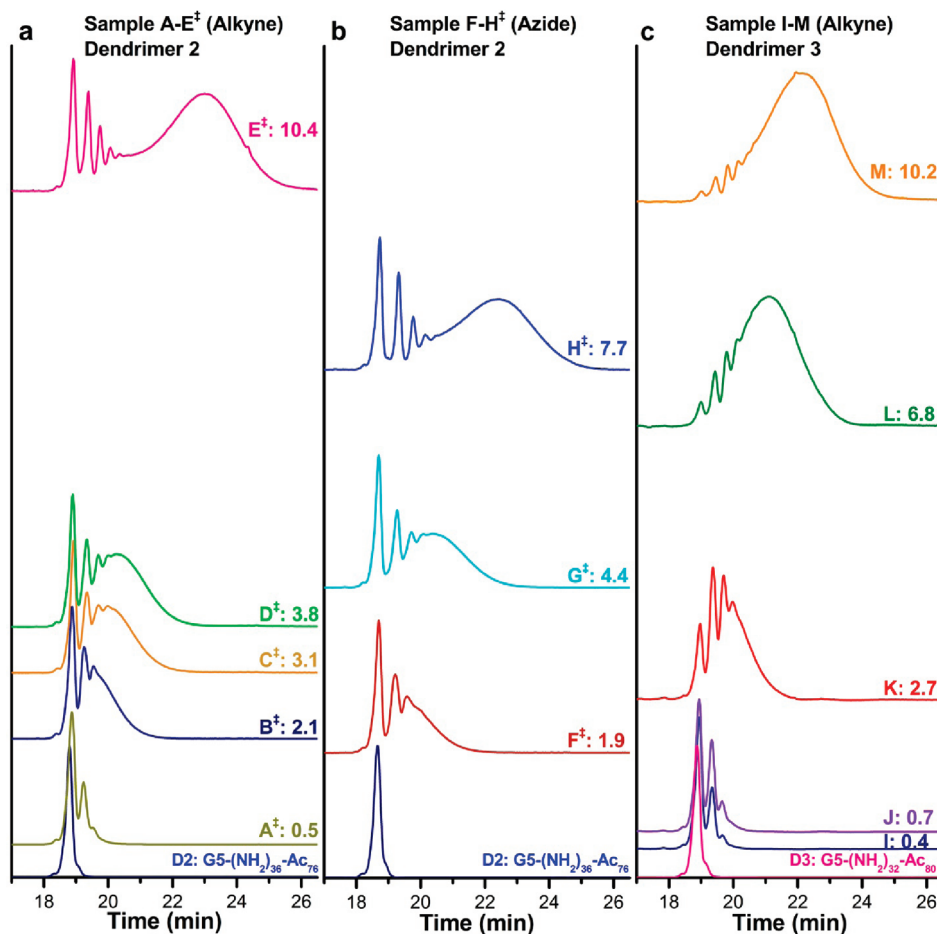 a
Sample A-E‡ (Alkyne)
Dendrimer 2
E‡: 10.4
D‡: 3.8
C‡: 3.1
B‡: 2.1
A‡: 0.5
D2: G5-(NH₂)₃₆-Ac₇₆
18 20 22 24 26
Time (min)
b
Sample F-H‡ (Azide)
Dendrimer 2
H‡: 7.7
G‡: 4.4
F‡: 1.9
D2: G5-(NH₂)₃₆-Ac₇₆
18 20 22 24 26
Time (min)
c
Sample I-M (Alkyne)
Dendrimer 3
M: 10.2
L: 6.8
K: 2.7
J: 0.7
I: 0.4
D3: G5-(NH₂)₃₂-Ac₈₀
18 20 22 24 26
Time (min)